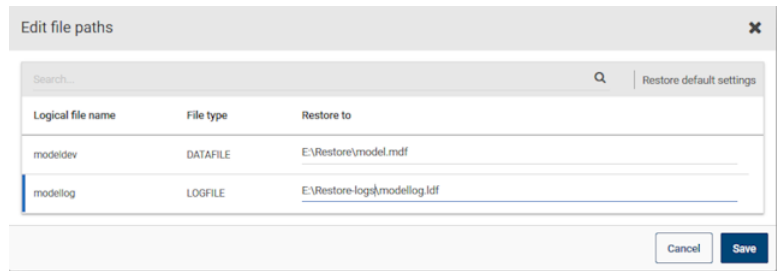 Edit file paths
Search...
Restore default settings
Logical file name File type Restore to
modeldev DATAFILE E:\Restore\model.mdf
modellog LOGFILE E:\Restore-logs\modellog.ldf
Cancel Save